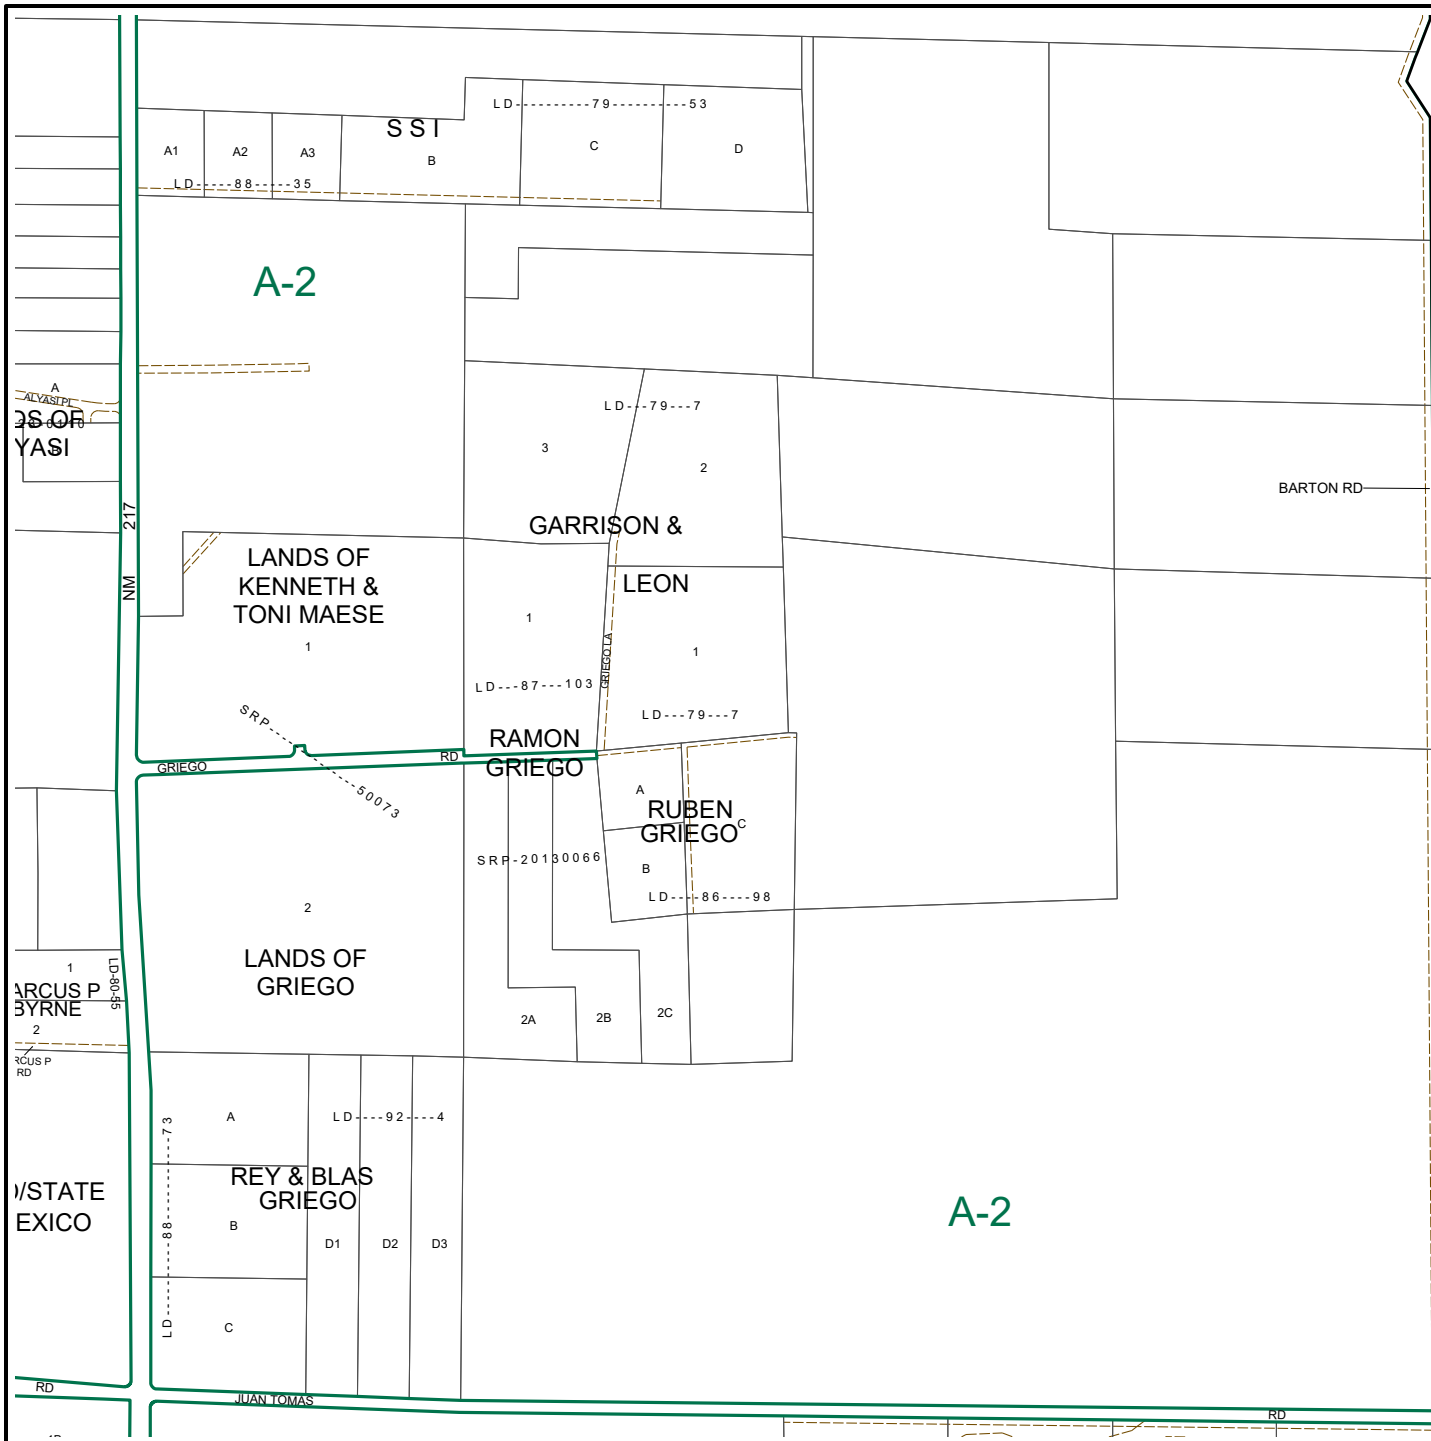 LD----------79----------53
SSI
A1
A2
A3
B
C
D
LD-----88-----35
A-2
A
ALYASI PL
DS OF
YASI
B
LD---79---7
3
2
BARTON RD
NM 217
GARRISON &
LEON
LANDS OF
KENNETH &
TONI MAESE
1
1
1
GRIEGO LA
LD---87---103
LD---79---7
SRP-----------50073
RAMON
GRIEGO
GRIEGO RD
A
RUBEN
GRIEGO
C
B
SRP-20130066
LD----86----98
2
LANDS OF
GRIEGO
1
LD-80-55
ARCUS P
BYRNE
2
RCUS P
RD
2A
2B
2C
A
LD----92----4
LD---------88---------73
REY & BLAS
GRIEGO
B
D1
D2
D3
C
O/STATE
EXICO
A-2
RD
JUAN TOMAS
RD